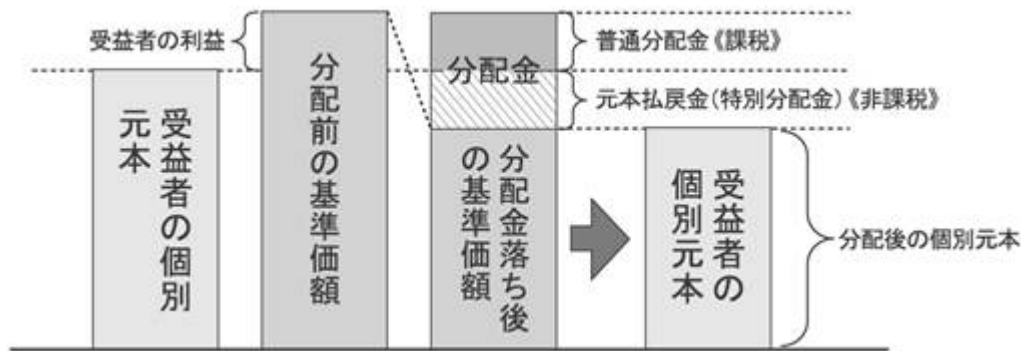 受益者の利益
受益者の個別
元本
分配前の基準価額
分配金
分配金落ち後
の基準価額
普通分配金《課税》
元本払戻金(特別分配金)《非課税》
受益者の
個別元本
分配後の個別元本